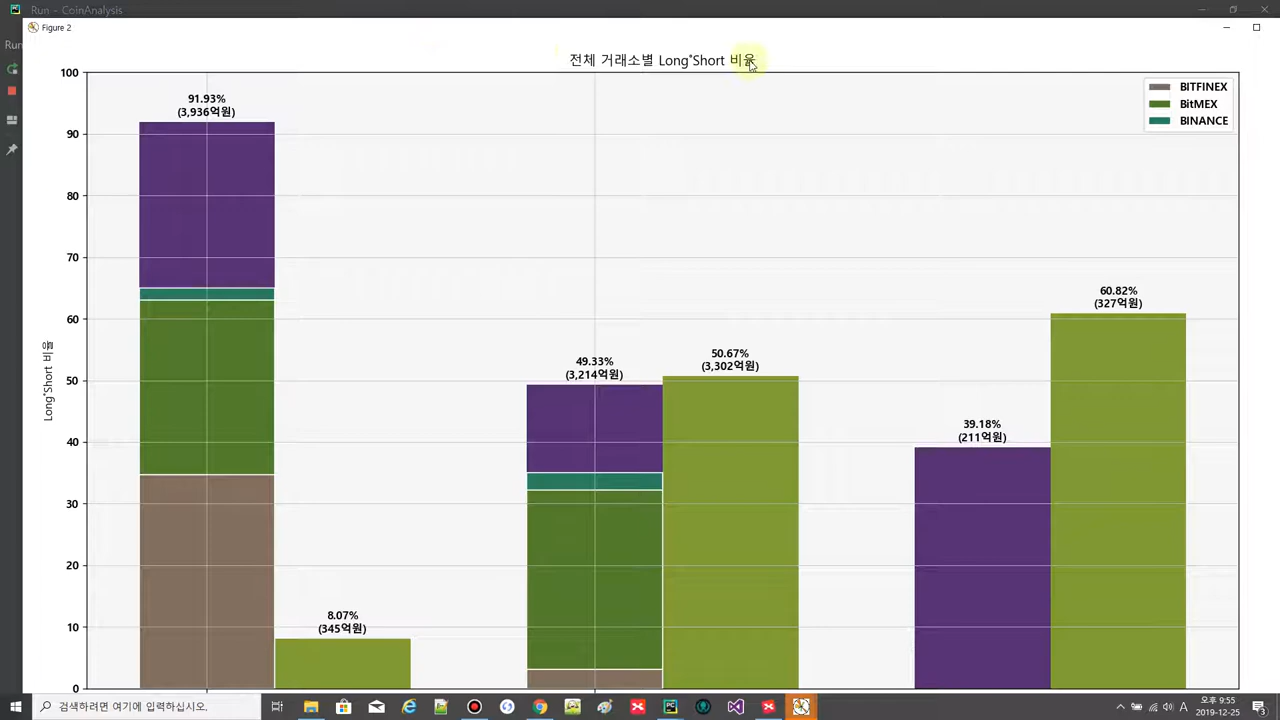 Run - CoinAnalysis
Figure 2
Run
전체 거래소별 Long*Short 비율
BITFINEX
BitMEX
BINANCE
100
90
80
70
60
50
40
30
20
10
0
Long*Short 비율
91.93%
(3,936억원)
8.07%
(345억원)
49.33%
(3,214억원)
50.67%
(3,302억원)
39.18%
(211억원)
60.82%
(327억원)
검색하려면 여기에 입력하십시오.
A
오후 9:55
2019-12-25
3